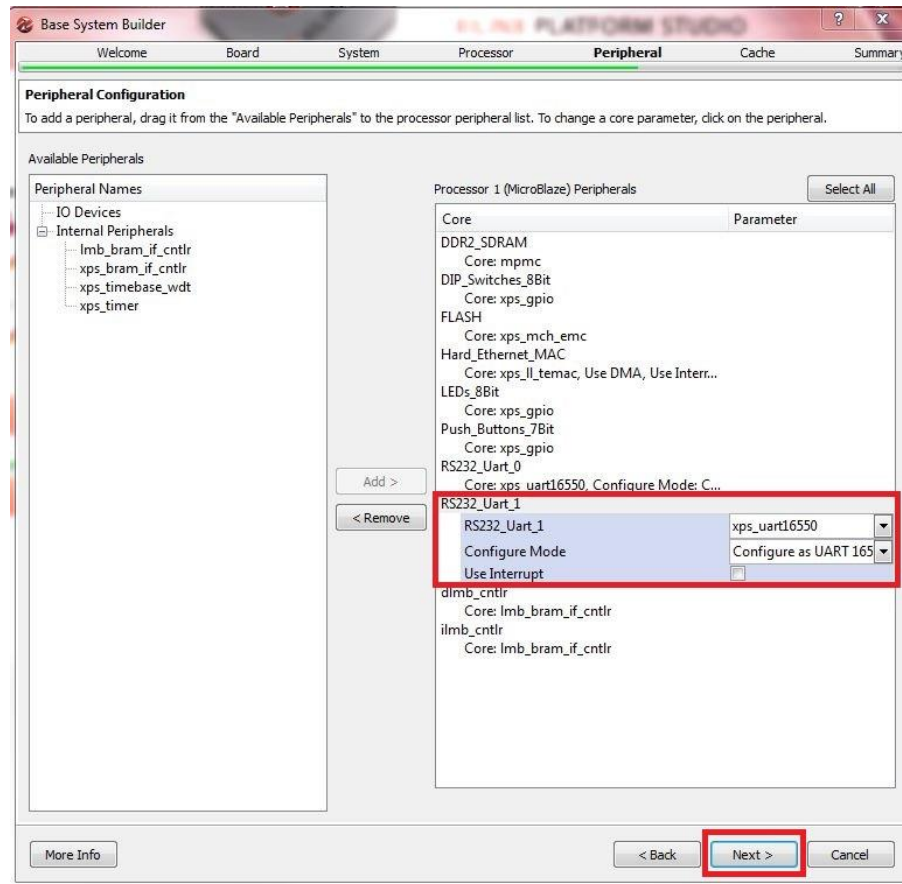 Base System Builder
PLATFORM STUDIO
Welcome Board System Processor Peripheral Cache Summary
Peripheral Configuration
To add a peripheral, drag it from the "Available Peripherals" to the processor peripheral list. To change a core parameter, click on the peripheral.
Available Peripherals
Peripheral Names
IO Devices
Internal Peripherals
lmb_bram_if_cntlr
xps_bram_if_cntlr
xps_timebase_wdt
xps_timer
Add >
< Remove
Processor 1 (MicroBlaze) Peripherals Select All
Core Parameter
DDR2_SDRAM
Core: mpmc
DIP_Switches_8Bit
Core: xps_gpio
FLASH
Core: xps_mch_emc
Hard_Ethernet_MAC
Core: xps_ll_temac, Use DMA, Use Interr...
LEDs_8Bit
Core: xps_gpio
Push_Buttons_7Bit
Core: xps_gpio
RS232_Uart_0
Core: xps_uart16550, Configure Mode: C...
RS232_Uart_1
RS232_Uart_1 xps_uart16550
Configure Mode Configure as UART 165
Use Interrupt
dlmb_cntlr
Core: lmb_bram_if_cntlr
ilmb_cntlr
Core: lmb_bram_if_cntlr
More Info < Back Next > Cancel